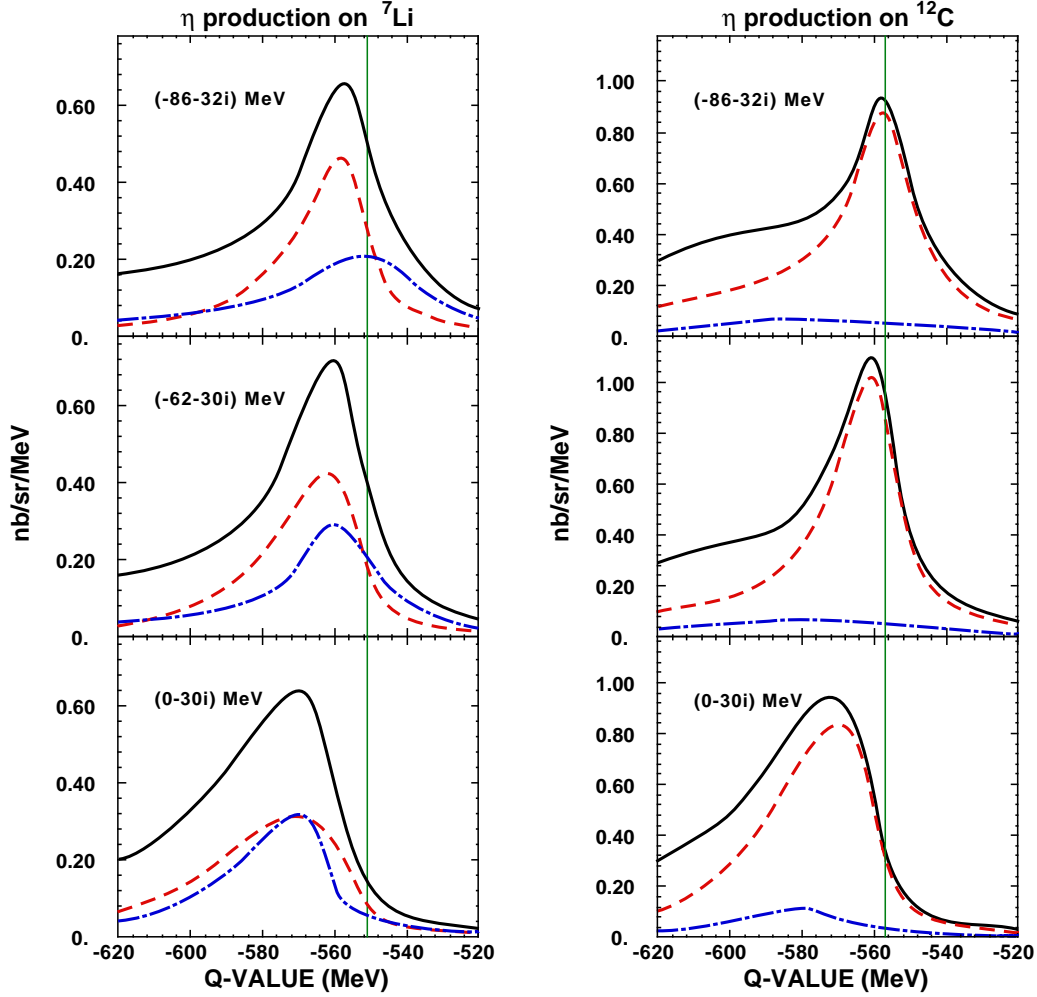 η production on ⁷Li
η production on ¹²C
(-86-32i) MeV
0.60
0.40
0.20
0.
(-86-32i) MeV
1.00
0.80
0.60
0.40
0.20
0.
nb/sr/MeV
(-62-30i) MeV
0.60
0.40
0.20
0.
nb/sr/MeV
1.00
0.80
0.60
0.40
0.20
0.
(0-30i) MeV
0.60
0.40
0.20
0.
(0-30i) MeV
1.00
0.80
0.60
0.40
0.20
0.
-620 -600 -580 -560 -540 -520
-620 -600 -580 -560 -540 -520
Q-VALUE (MeV)
Q-VALUE (MeV)